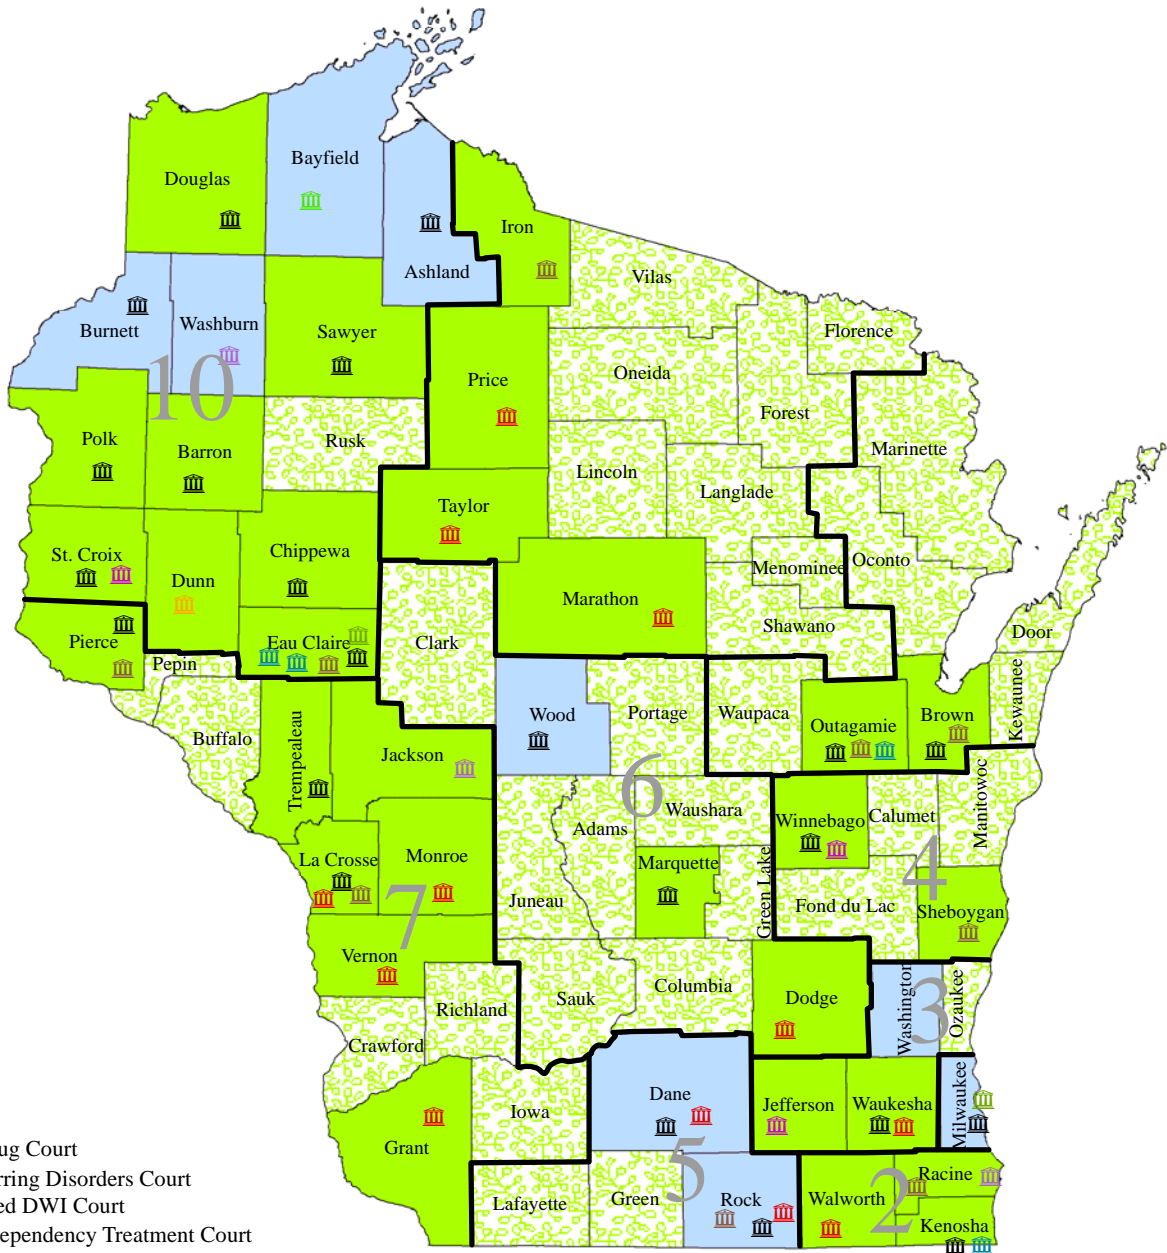 Bayfield
Douglas
Iron
Ashland
Vilas
Burnett
Washburn
Sawyer
Florence
10
Price
Oneida
Forest
Polk
Barron
Rusk
Marinette
Lincoln
Langlade
Taylor
St. Croix
Chippewa
Menominee
Oconto
Dunn
Marathon
Pierce
Eau Claire
Clark
Shawano
Door
Pepin
Kewaunee
Buffalo
Wood
Portage
Waupaca
Outagamie
Brown
Trempealeau
Jackson
6
Adams
Waushara
Winnebago
Calumet
Manitowoc
La Crosse
Monroe
Marquette
Green Lake
4
7
Juneau
Fond du Lac
Sheboygan
Vernon
Sauk
Columbia
Dodge
Washington
3
Ozaukee
Richland
Crawford
Dane
Jefferson
Waukesha
Milwaukee
Iowa
Grant
5
Lafayette
Green
Rock
Walworth
2
Racine
Kenosha
ug Court
rring Disorders Court
ed DWI Court
ependency Treatment Court